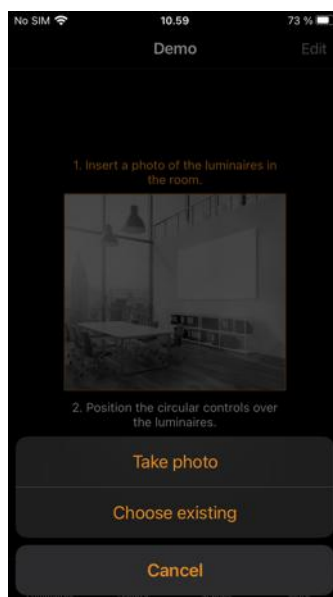 No SIM 10.59 73 %
Demo Edit
1. Insert a photo of the luminaires in
the room.
2. Position the circular controls over
the luminaires.
Take photo
Choose existing
Cancel